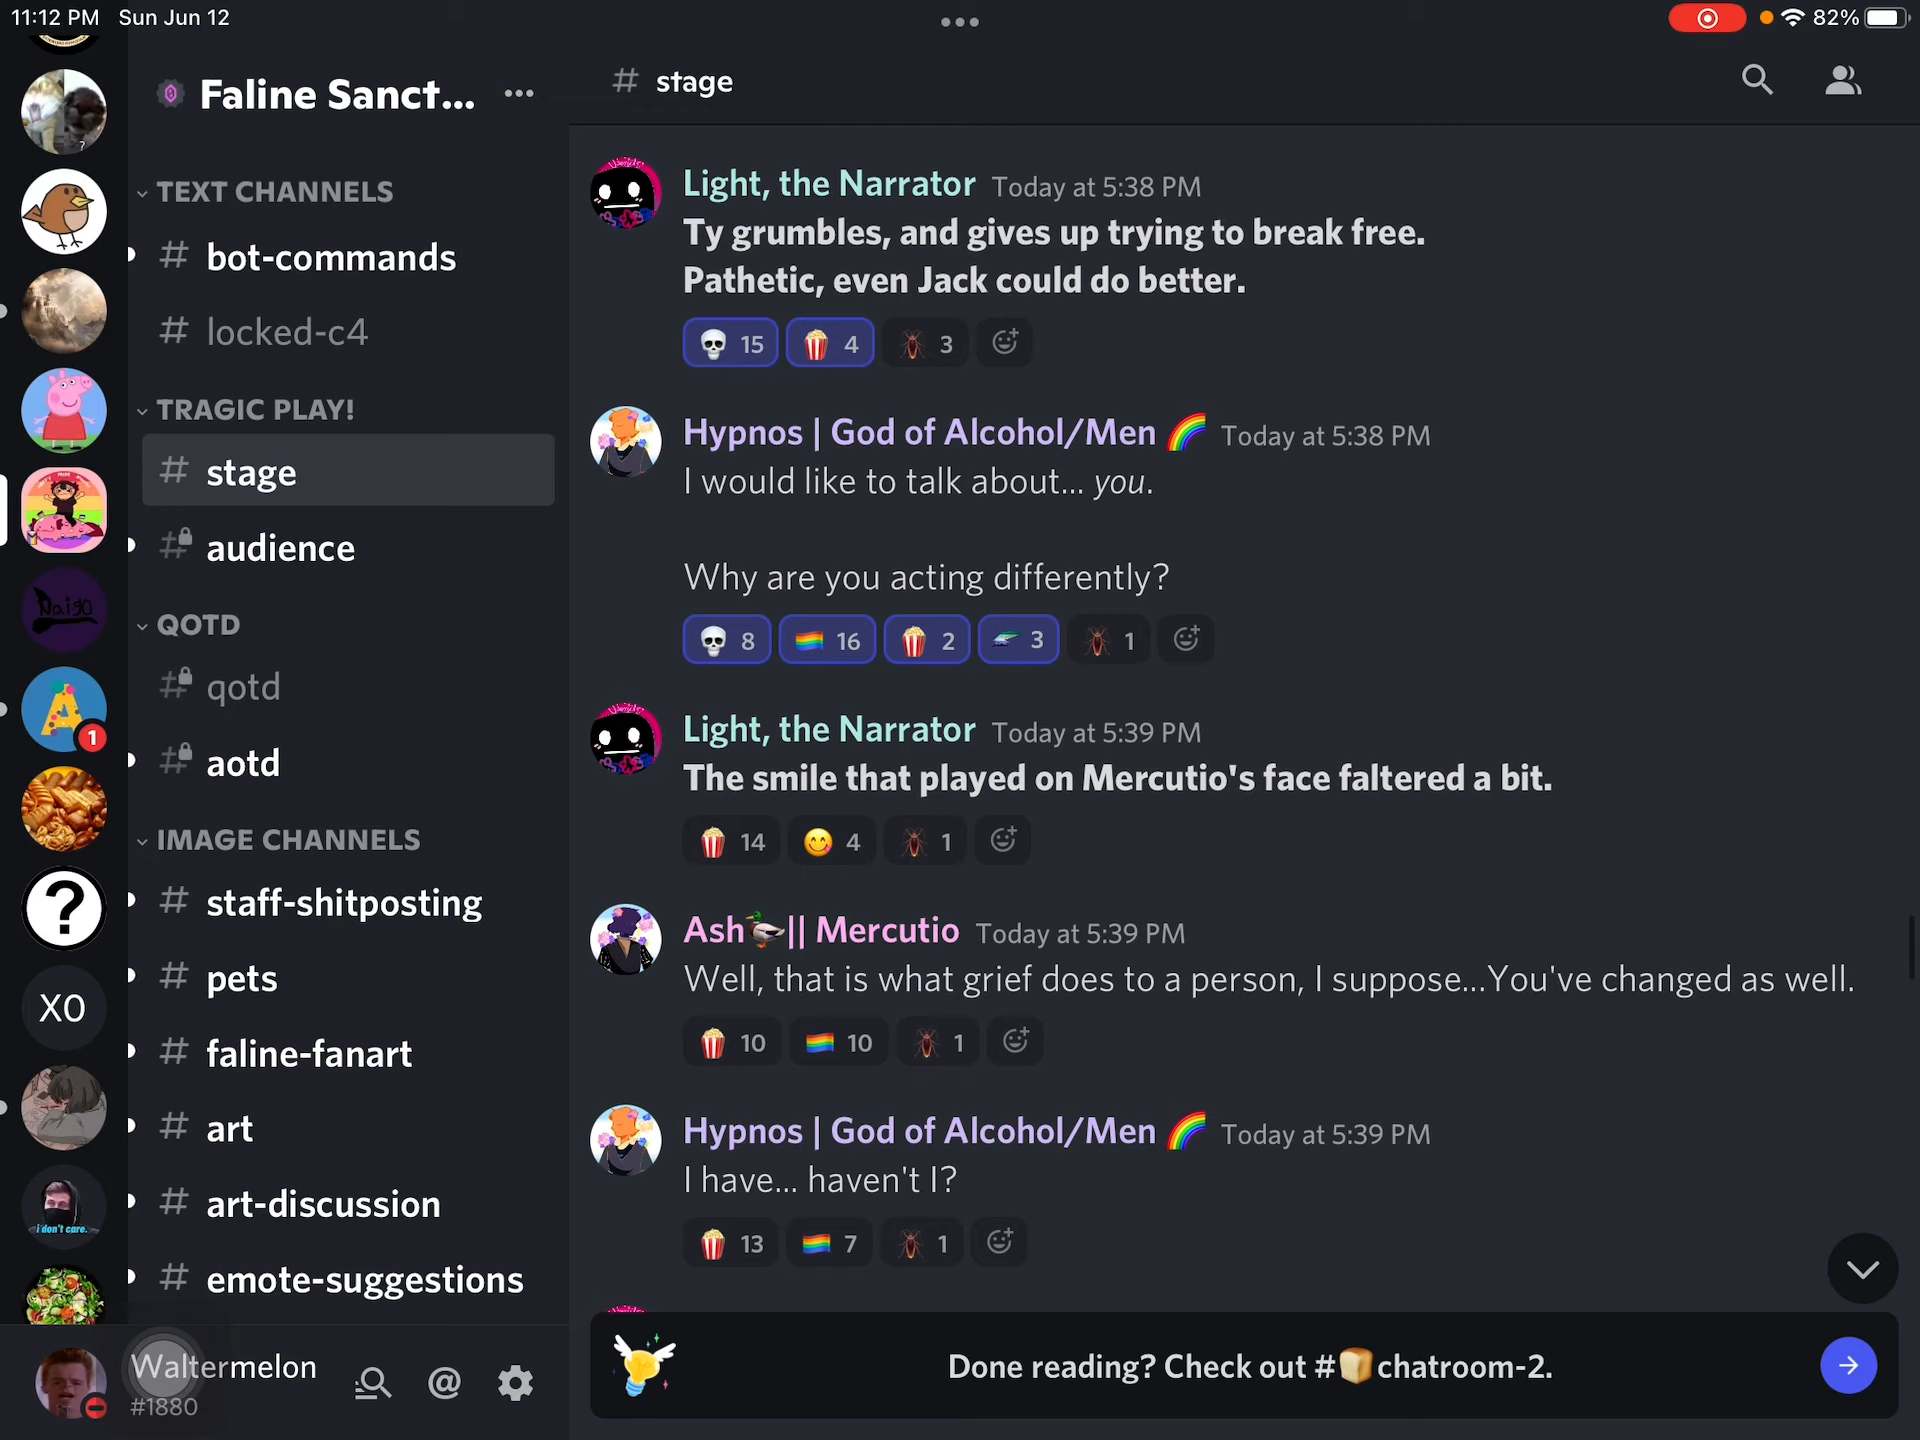 11:12 PM Sun Jun 12
82%
Faline Sanct...
# stage
TEXT CHANNELS
# bot-commands
# locked-c4
TRAGIC PLAY!
# stage
# audience
QOTD
# qotd
# aotd
IMAGE CHANNELS
# staff-shitposting
# pets
# faline-fanart
# art
# art-discussion
# emote-suggestions
?
Naigo
A
1
?
XO
i don't care.
Waltermelon
#1880
Light, the Narrator Today at 5:38 PM
Ty grumbles, and gives up trying to break free.
Pathetic, even Jack could do better.
💀 15 🍿 4 🪳 3
Hypnos | God of Alcohol/Men 🌈 Today at 5:38 PM
I would like to talk about... you.
Why are you acting differently?
💀 8 🏳️‍🌈 16 🍿 2 3 🪳 1
Light, the Narrator Today at 5:39 PM
The smile that played on Mercutio's face faltered a bit.
🍿 14 😋 4 🪳 1
Ash🦆|| Mercutio Today at 5:39 PM
Well, that is what grief does to a person, I suppose...You've changed as well.
🍿 10 🏳️‍🌈 10 🪳 1
Hypnos | God of Alcohol/Men 🌈 Today at 5:39 PM
I have... haven't I?
🍿 13 🏳️‍🌈 7 🪳 1
Done reading? Check out #🍞chatroom-2.